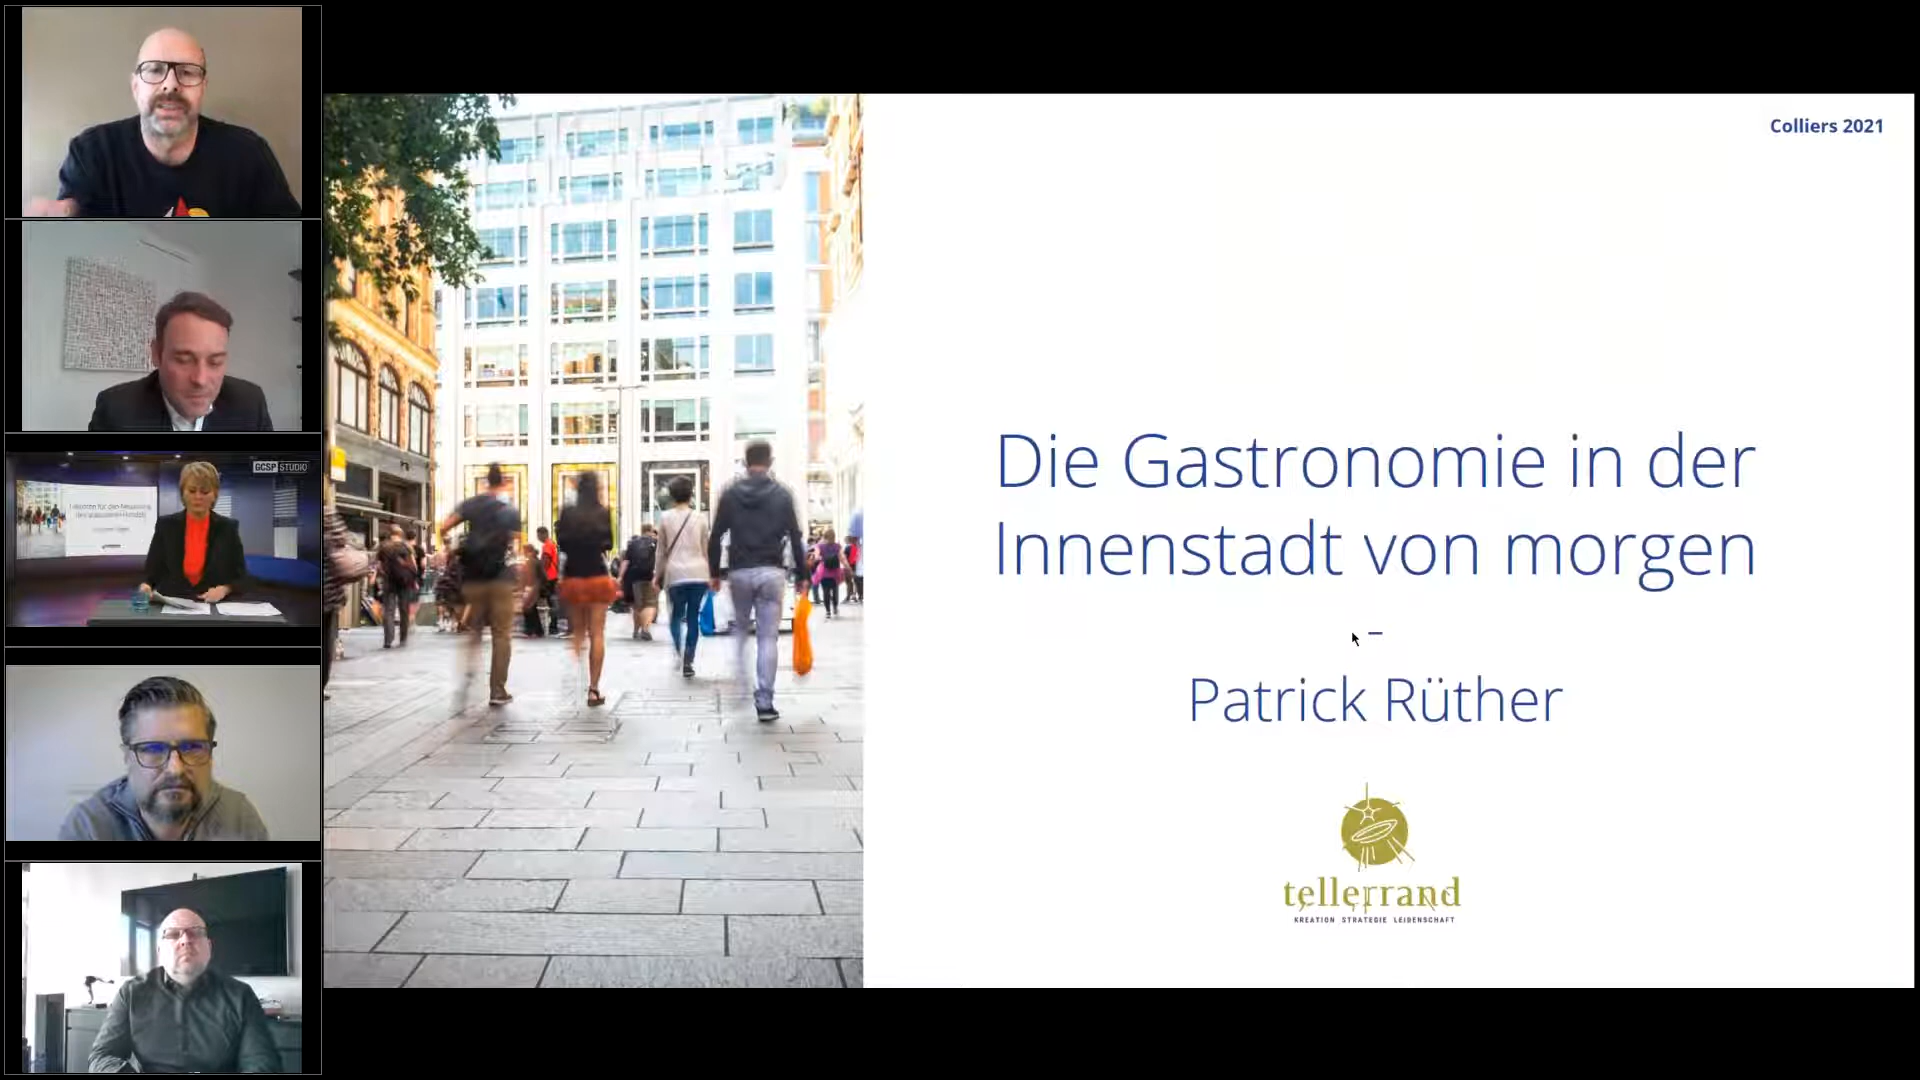 GCSP STUDIO
Colliers 2021
Die Gastronomie in der
Innenstadt von morgen
–
Patrick Rüther
tellerrand
KREATION STRATEGIE LEIDENSCHAFT